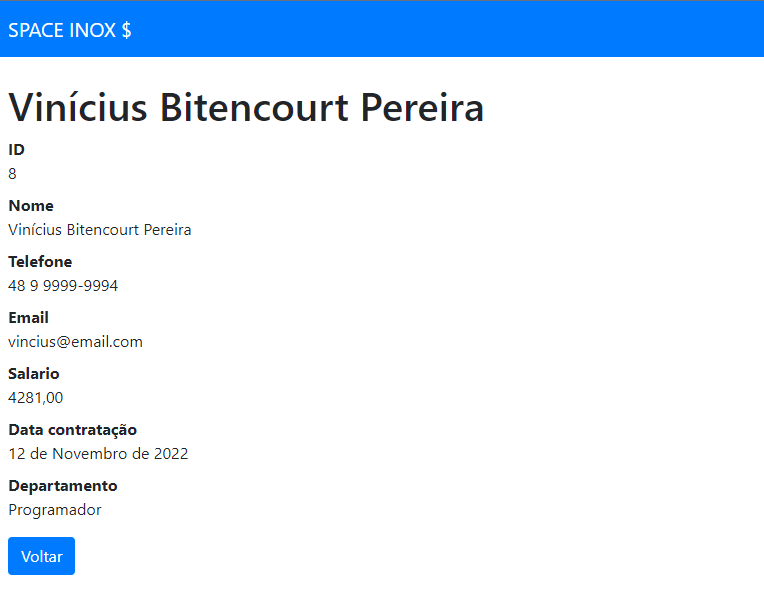 SPACE INOX $
Vinícius Bitencourt Pereira
ID
8
Nome
Vinícius Bitencourt Pereira
Telefone
48 9 9999-9994
Email
vincius@email.com
Salario
4281,00
Data contratação
12 de Novembro de 2022
Departamento
Programador
Voltar